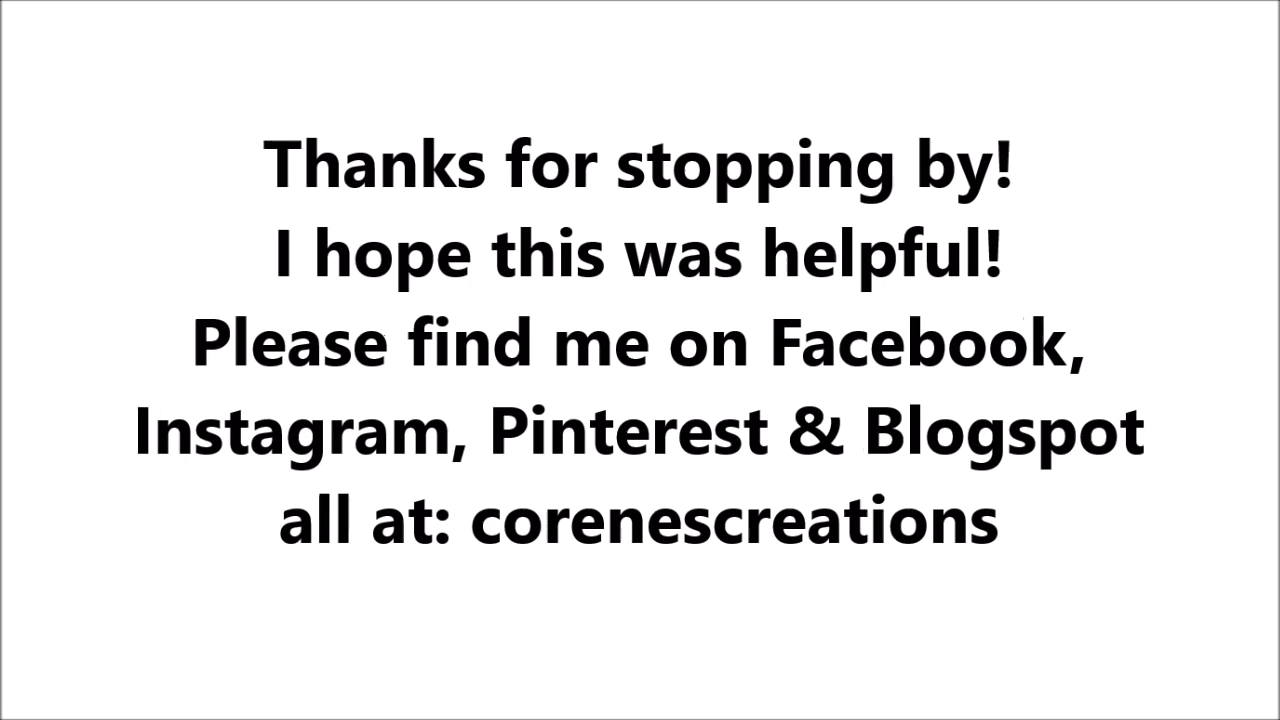 Thanks for stopping by!
I hope this was helpful!
Please find me on Facebook,
Instagram, Pinterest & Blogspot
all at: corenescreations